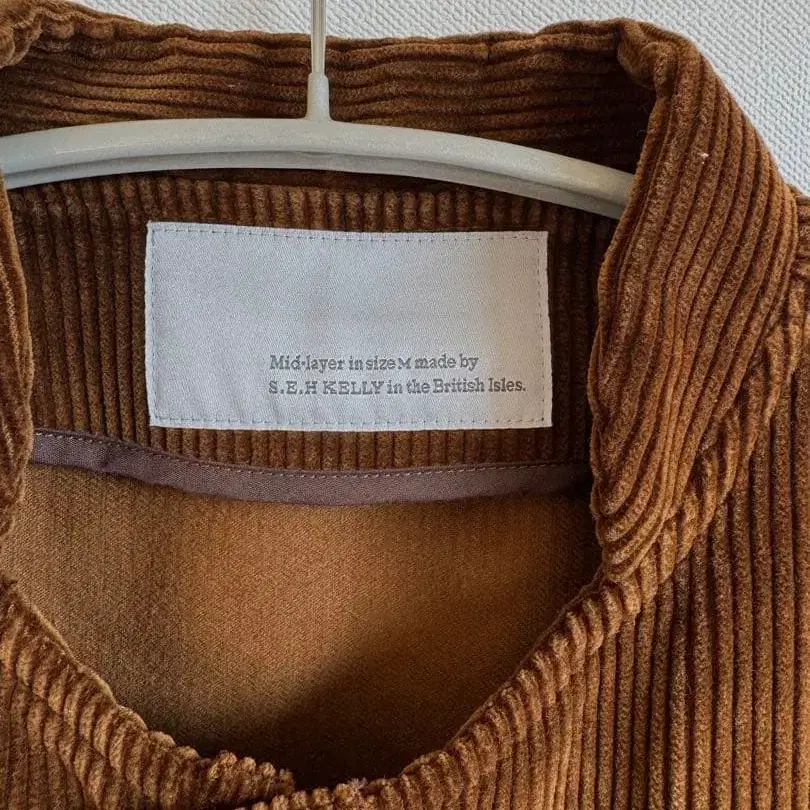 Mid-layer in size M made by
S.E.H KELLY in the British Isles.